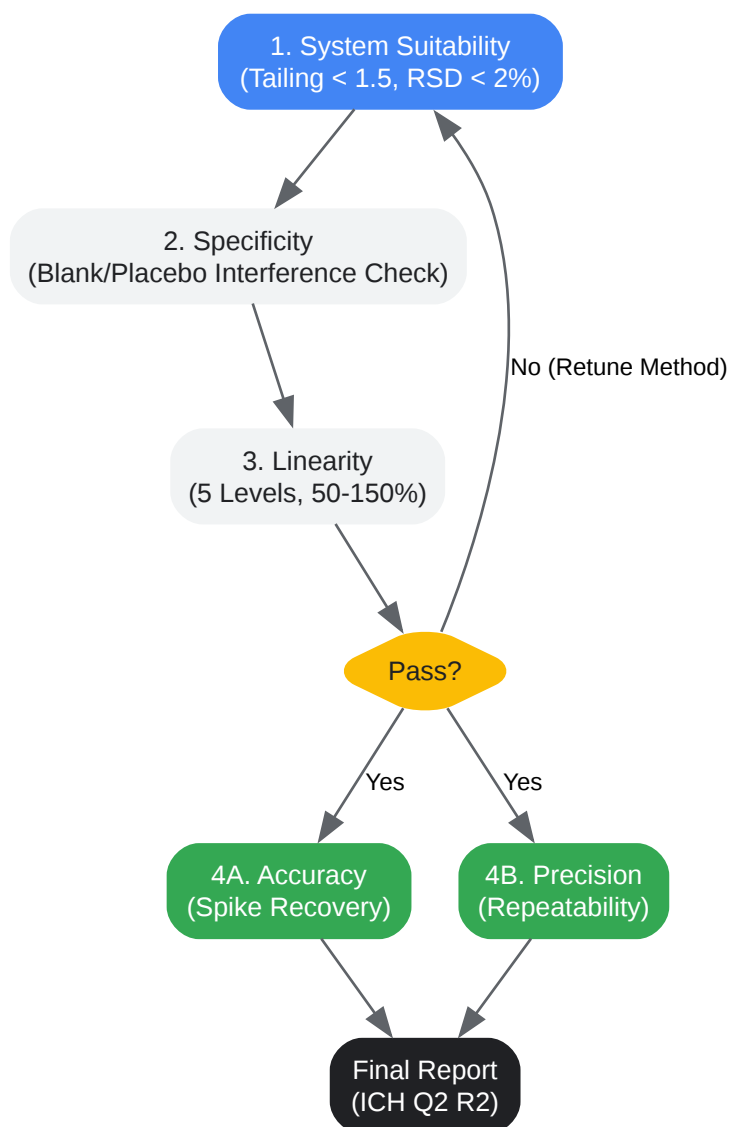 1. System Suitability
(Tailing < 1.5, RSD < 2%)
2. Specificity
(Blank/Placebo Interference Check)
No (Retune Method)
3. Linearity
(5 Levels, 50-150%)
Pass?
Yes
Yes
4A. Accuracy
(Spike Recovery)
4B. Precision
(Repeatability)
Final Report
(ICH Q2 R2)